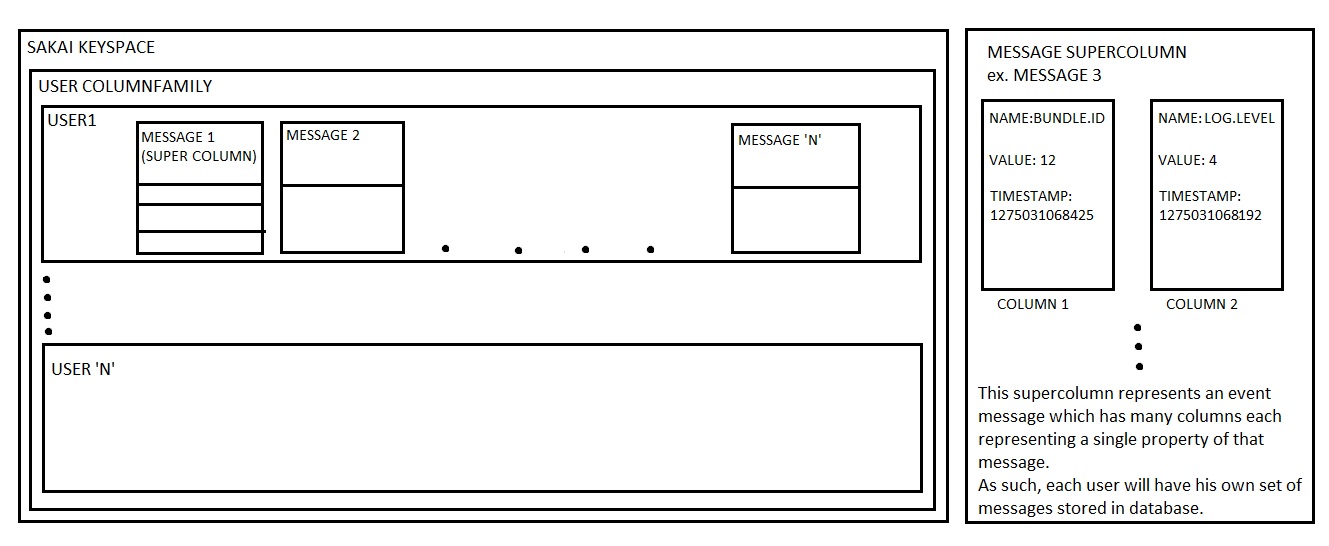 SAKAI KEYSPACE
USER COLUMNFAMILY
USER1
MESSAGE 1
(SUPER COLUMN)
MESSAGE 2
MESSAGE 'N'
USER 'N'
MESSAGE SUPERCOLUMN
ex. MESSAGE 3
NAME:BUNDLE.ID
VALUE: 12
TIMESTAMP:
1275031068425
COLUMN 1
NAME: LOG.LEVEL
VALUE: 4
TIMESTAMP:
1275031068192
COLUMN 2
This supercolumn represents an event
message which has many columns each
representing a single property of that
message.
As such, each user will have his own set of
messages stored in database.